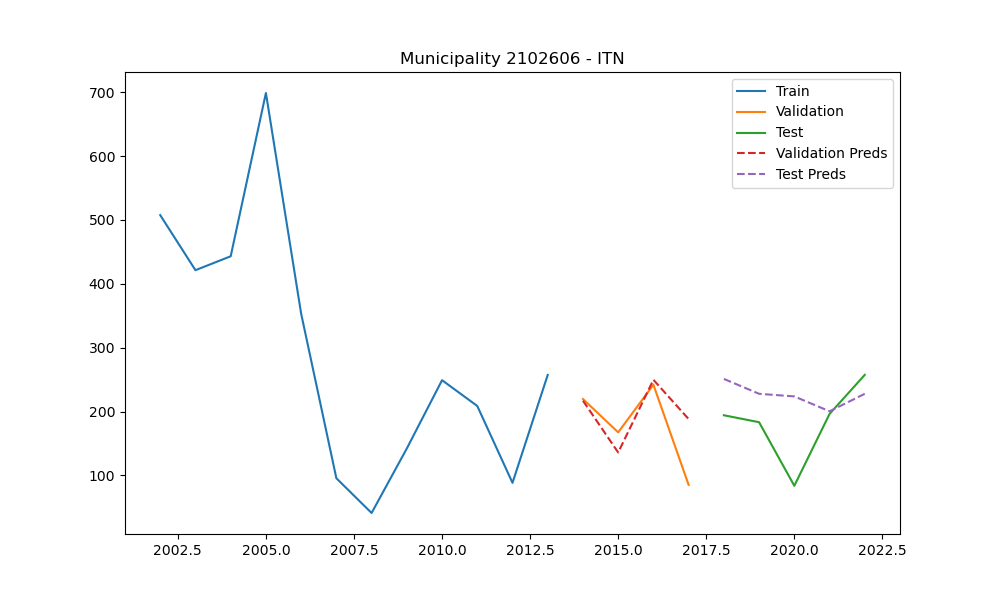 Municipality 2102606 - ITN
700
600
500
400
300
200
100
Train
Validation
Test
Validation Preds
Test Preds
2002.5 2005.0 2007.5 2010.0 2012.5 2015.0 2017.5 2020.0 2022.5